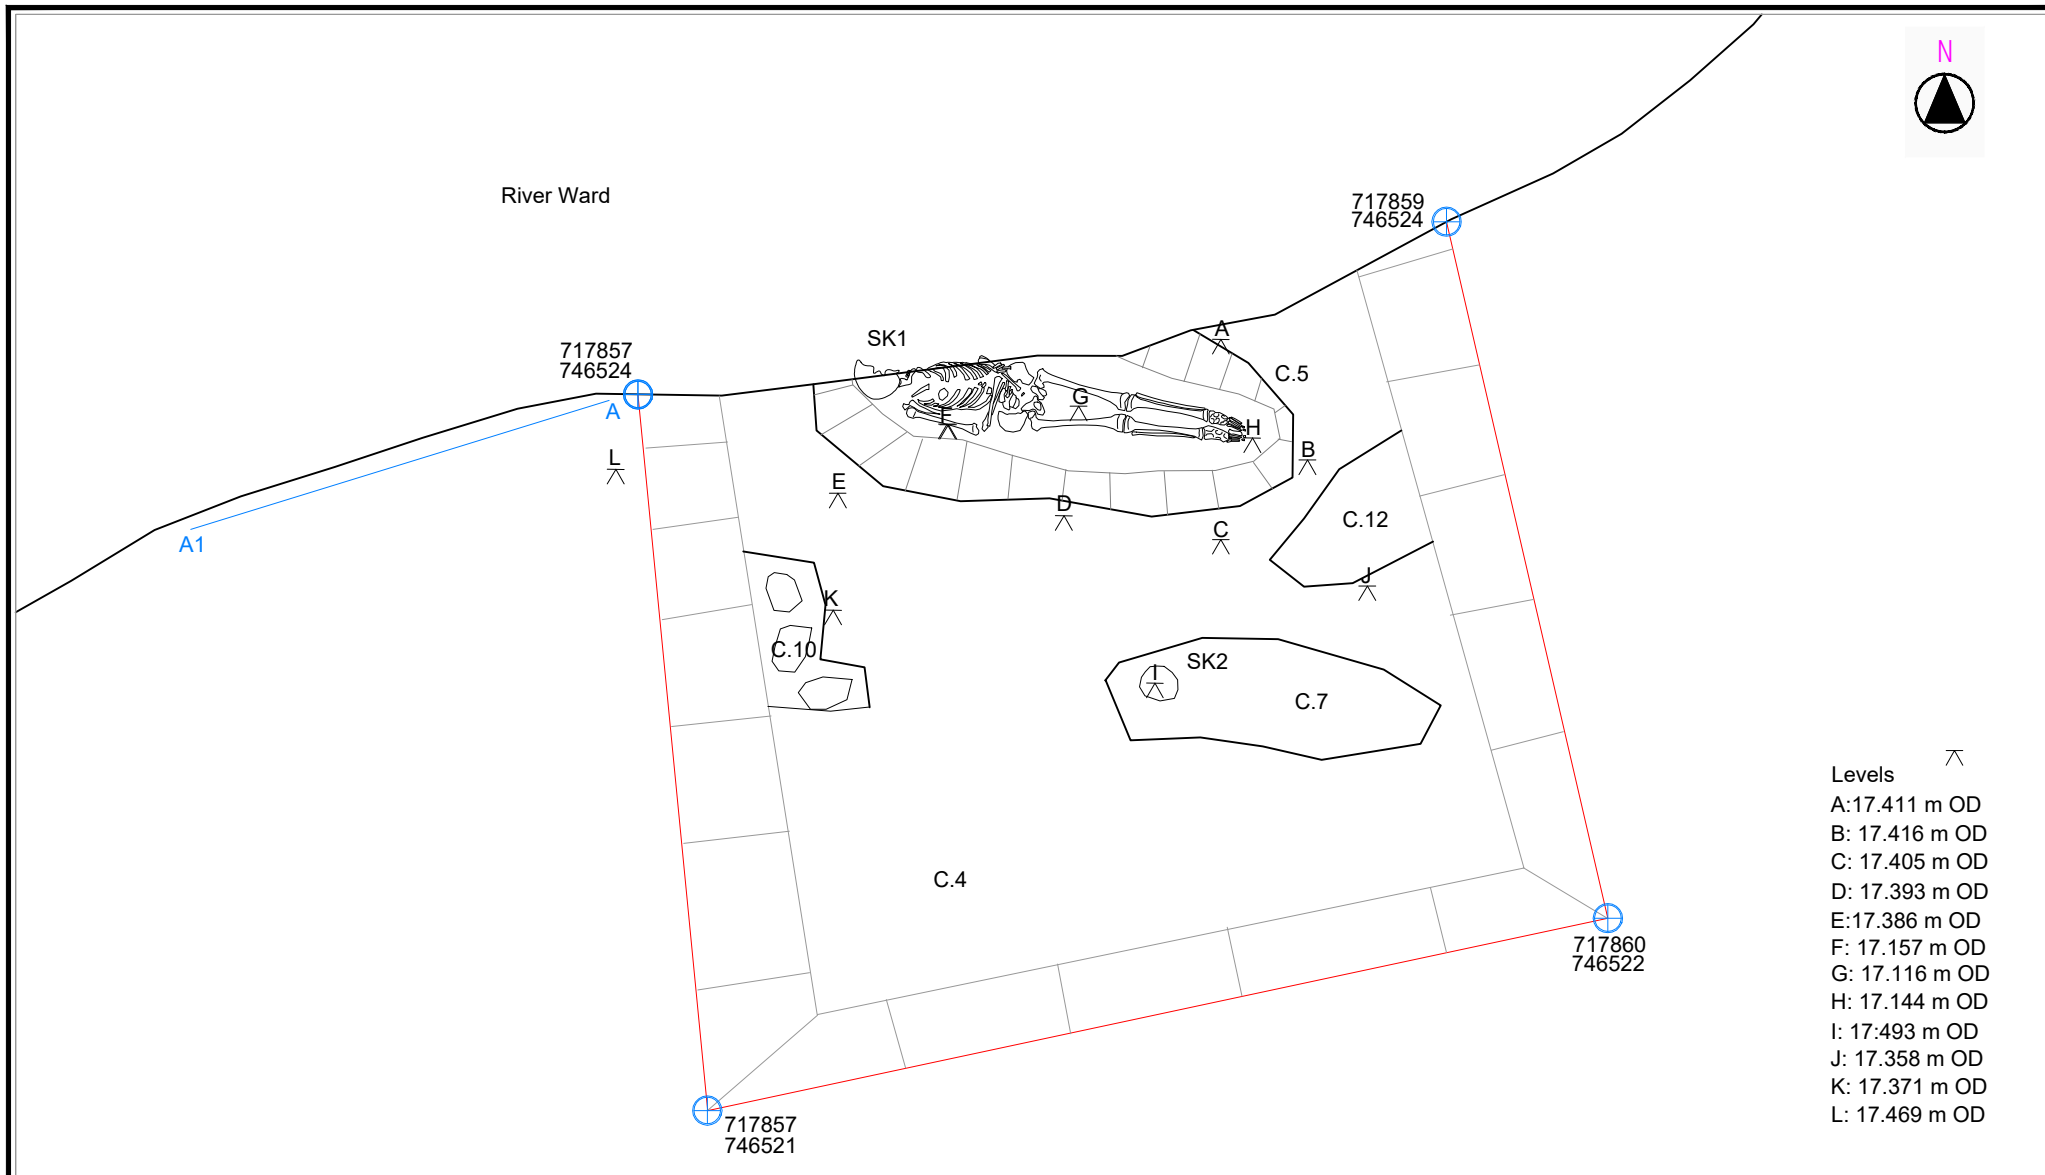 N
River Ward
717859
746524
SK1
A
717857
746524
C.5
G
A
F
H
L
B
E
D
C.12
C
A1
J
K
C.10
SK2
I
C.7
Levels
A:17.411 m OD
B: 17.416 m OD
C: 17.405 m OD
C.4
D: 17.393 m OD
E:17.386 m OD
F: 17.157 m OD
717860
746522
G: 17.116 m OD
H: 17.144 m OD
I: 17:493 m OD
J: 17.358 m OD
K: 17.371 m OD
L: 17.469 m OD
717857
746521